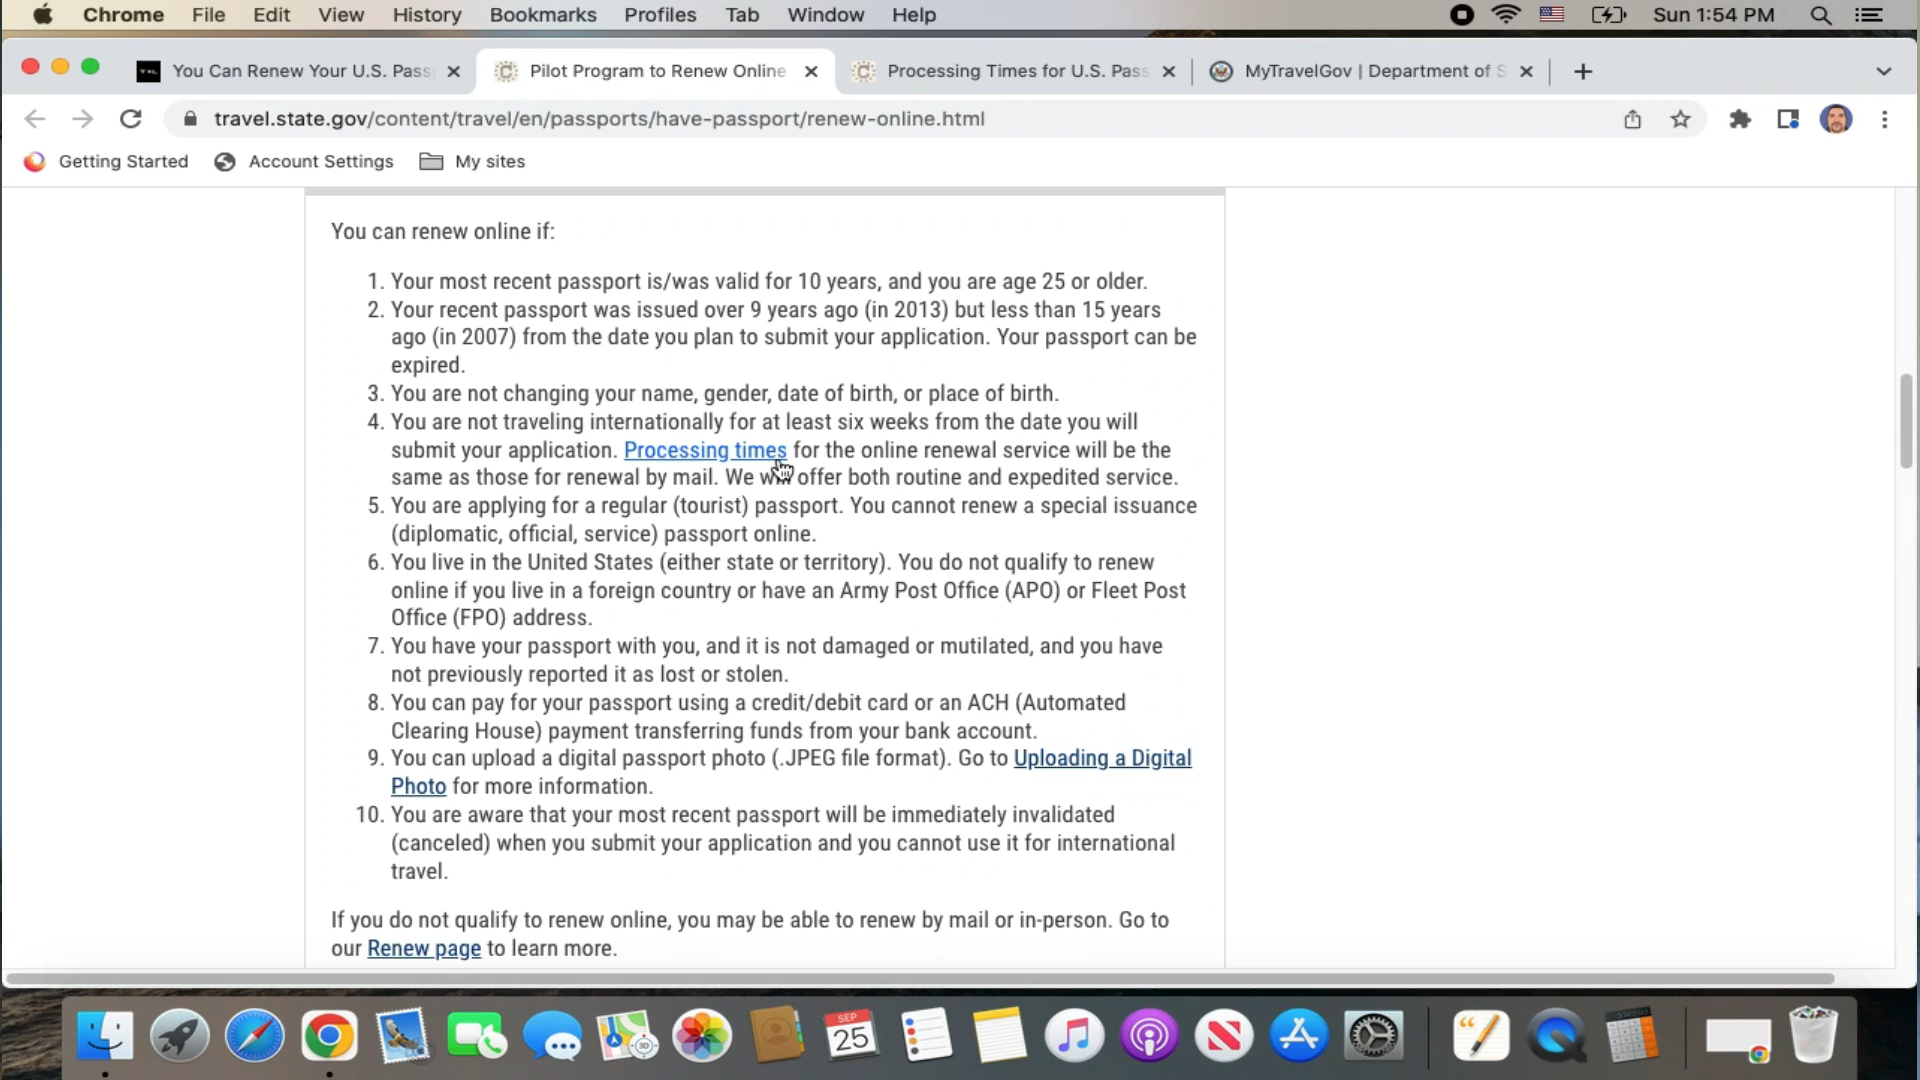 Chrome File Edit View History Bookmarks Profiles Tab Window Help Sun 1:54 PM
You Can Renew Your U.S. Pass Pilot Program to Renew Online Processing Times for U.S. Pass MyTravelGov | Department of S
travel.state.gov/content/travel/en/passports/have-passport/renew-online.html
Getting Started Account Settings My sites
You can renew online if:
1. Your most recent passport is/was valid for 10 years, and you are age 25 or older.
2. Your recent passport was issued over 9 years ago (in 2013) but less than 15 years
ago (in 2007) from the date you plan to submit your application. Your passport can be
expired.
3. You are not changing your name, gender, date of birth, or place of birth.
4. You are not traveling internationally for at least six weeks from the date you will
submit your application. Processing times for the online renewal service will be the
same as those for renewal by mail. We will offer both routine and expedited service.
5. You are applying for a regular (tourist) passport. You cannot renew a special issuance
(diplomatic, official, service) passport online.
6. You live in the United States (either state or territory). You do not qualify to renew
online if you live in a foreign country or have an Army Post Office (APO) or Fleet Post
Office (FPO) address.
7. You have your passport with you, and it is not damaged or mutilated, and you have
not previously reported it as lost or stolen.
8. You can pay for your passport using a credit/debit card or an ACH (Automated
Clearing House) payment transferring funds from your bank account.
9. You can upload a digital passport photo (.JPEG file format). Go to Uploading a Digital
Photo for more information.
10. You are aware that your most recent passport will be immediately invalidated
(canceled) when you submit your application and you cannot use it for international
travel.
If you do not qualify to renew online, you may be able to renew by mail or in-person. Go to
our Renew page to learn more.
SEP
25
3D